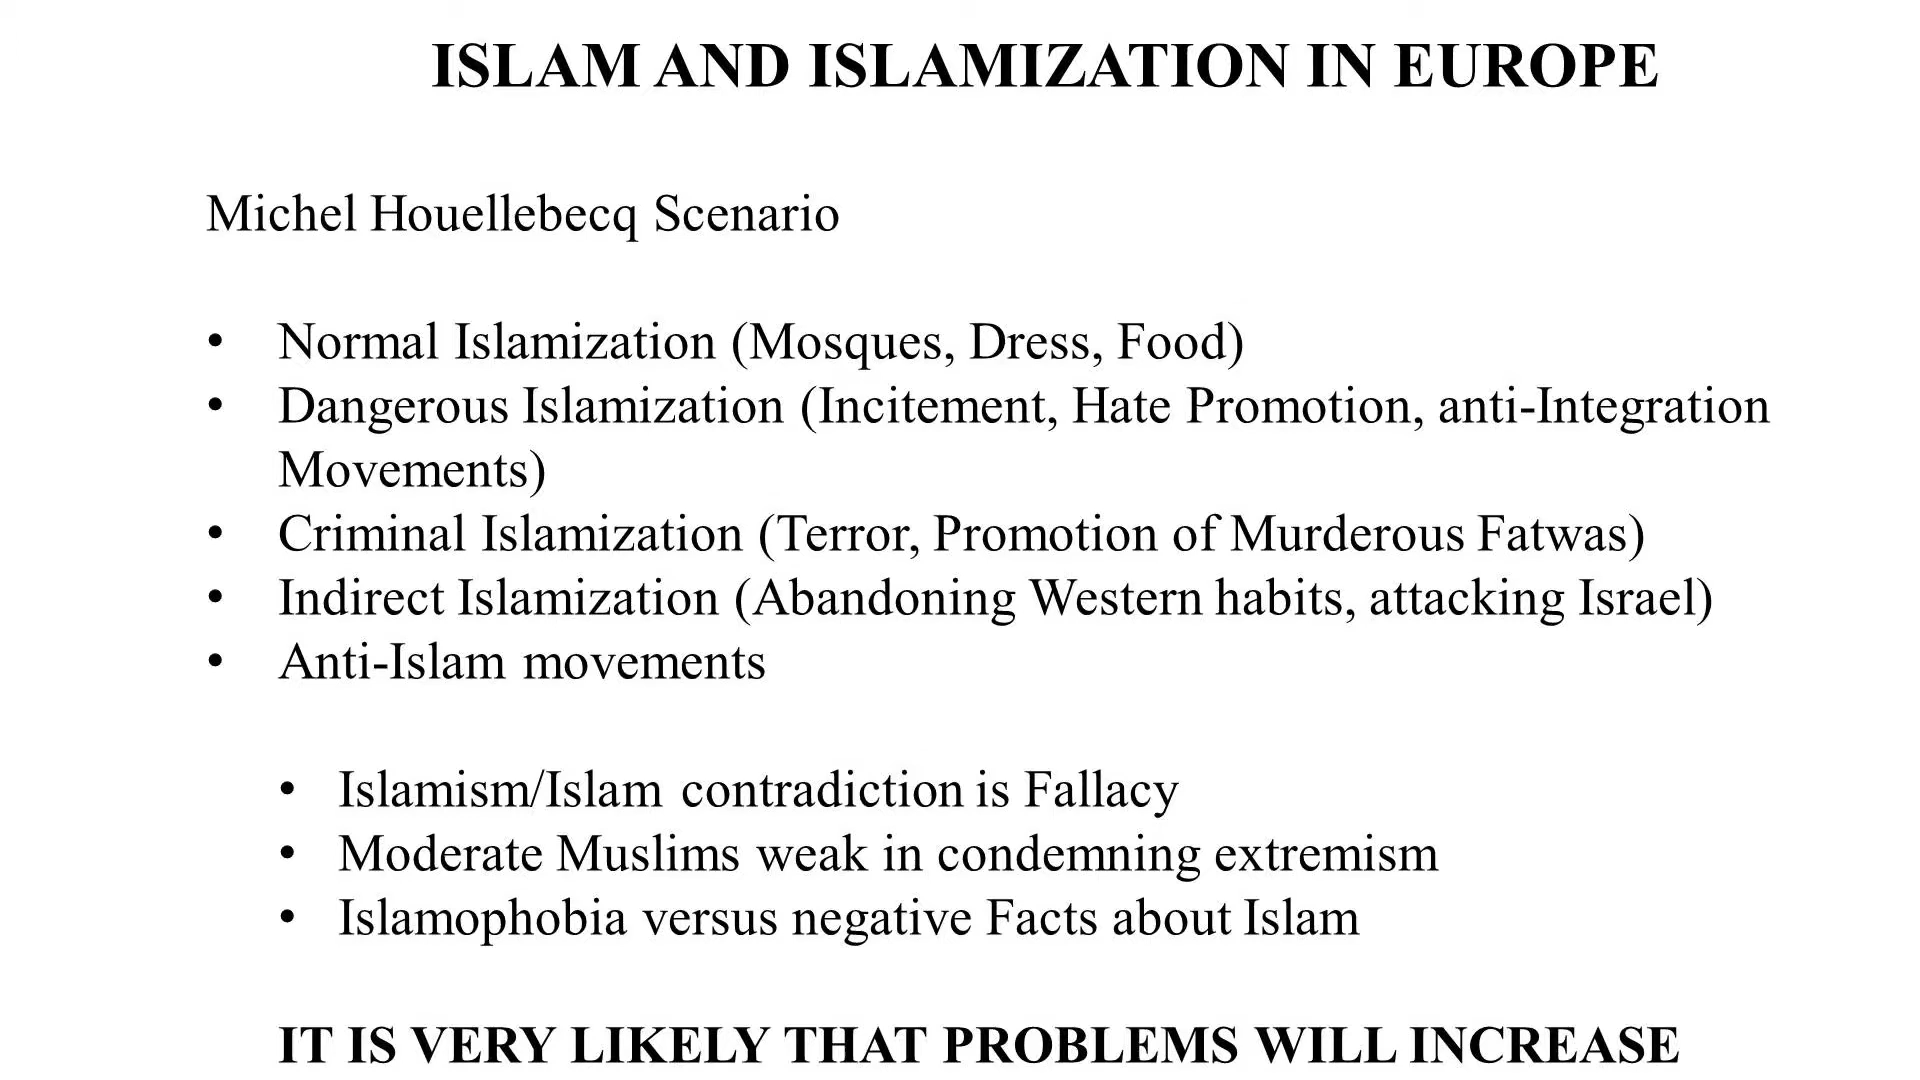 ISLAM AND ISLAMIZATION IN EUROPE
Michel Houellebecq Scenario
• Normal Islamization (Mosques, Dress, Food)
• Dangerous Islamization (Incitement, Hate Promotion, anti-Integration
Movements)
• Criminal Islamization (Terror, Promotion of Murderous Fatwas)
• Indirect Islamization (Abandoning Western habits, attacking Israel)
• Anti-Islam movements
• Islamism/Islam contradiction is Fallacy
• Moderate Muslims weak in condemning extremism
• Islamophobia versus negative Facts about Islam
IT IS VERY LIKELY THAT PROBLEMS WILL INCREASE